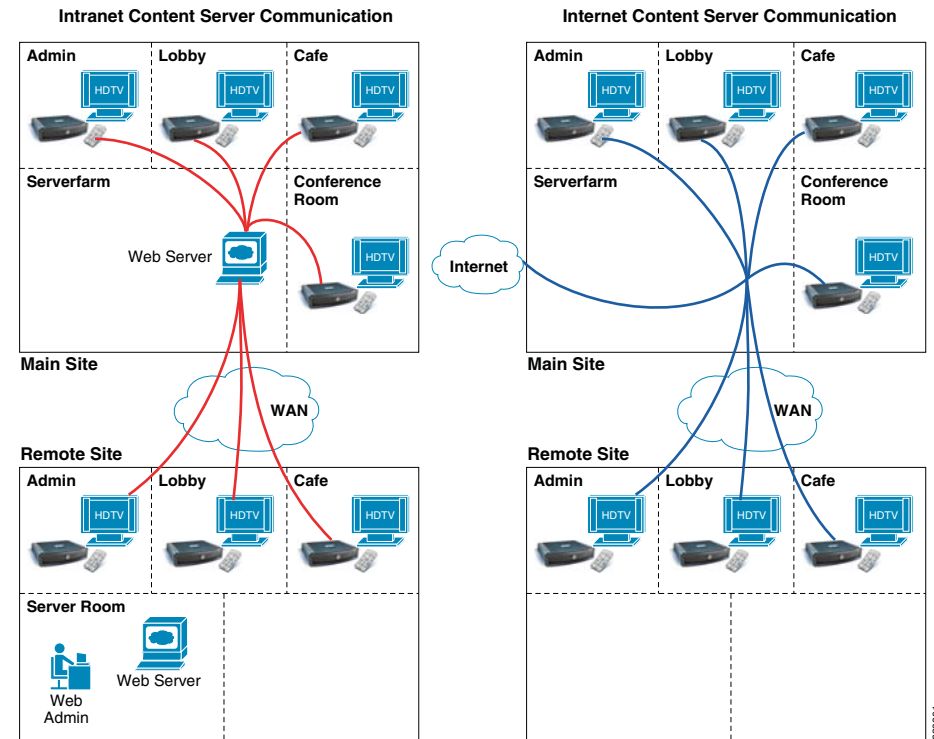 Intranet Content Server Communication
Admin
Lobby
Cafe
HDTV
HDTV
HDTV
Serverfarm
Conference
Room
Web Server
HDTV
Main Site
WAN
Remote Site
Admin
Lobby
Cafe
HDTV
HDTV
HDTV
Server Room
Web Server
Web
Admin
Internet Content Server Communication
Admin
Lobby
Cafe
HDTV
HDTV
HDTV
Serverfarm
Conference
Room
Internet
HDTV
Main Site
WAN
Remote Site
Admin
Lobby
Cafe
HDTV
HDTV
HDTV